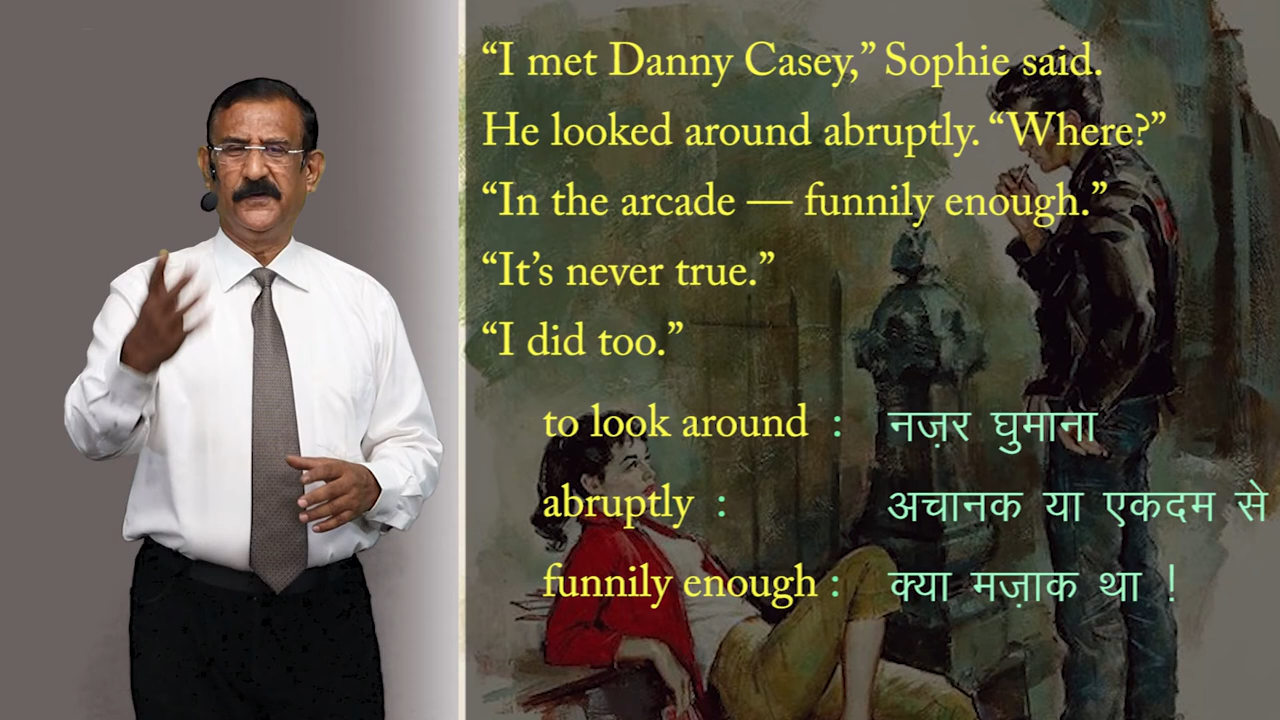 “I met Danny Casey,” Sophie said.
He looked around abruptly. “Where?”
“In the arcade — funnily enough.”
“It’s never true.”
“I did too.”
to look around : नज़र घुमाना
abruptly : अचानक या एकदम से
funnily enough : क्या मज़ाक था !